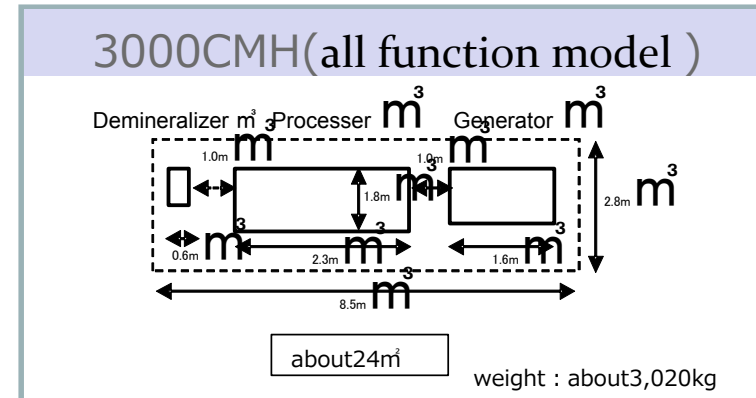 3000CMH(all function model )
Demineralizer ㎥ Processer m³ Generator m³
1.0m m³ 1.0m m³
1.8m m³ 2.8m m³
0.6m m³ 2.3m m³ 1.6m m³
8.5m m³
about24㎡
weight : about3,020kg